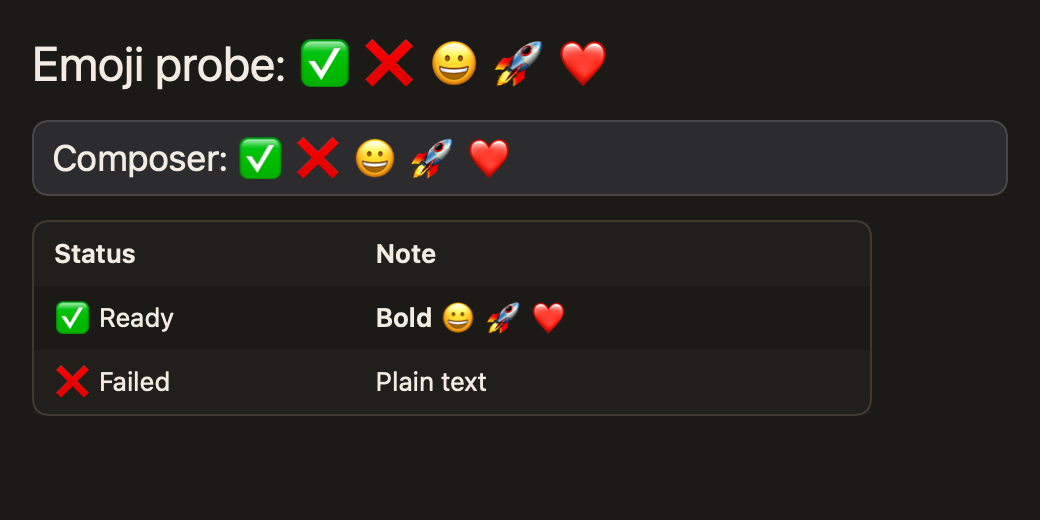 Emoji probe: ✅ ❌ 😀 🚀 ❤️
Composer: ✅ ❌ 😀 🚀 ❤️
Status Note
✅ Ready Bold 😀 🚀 ❤️
❌ Failed Plain text